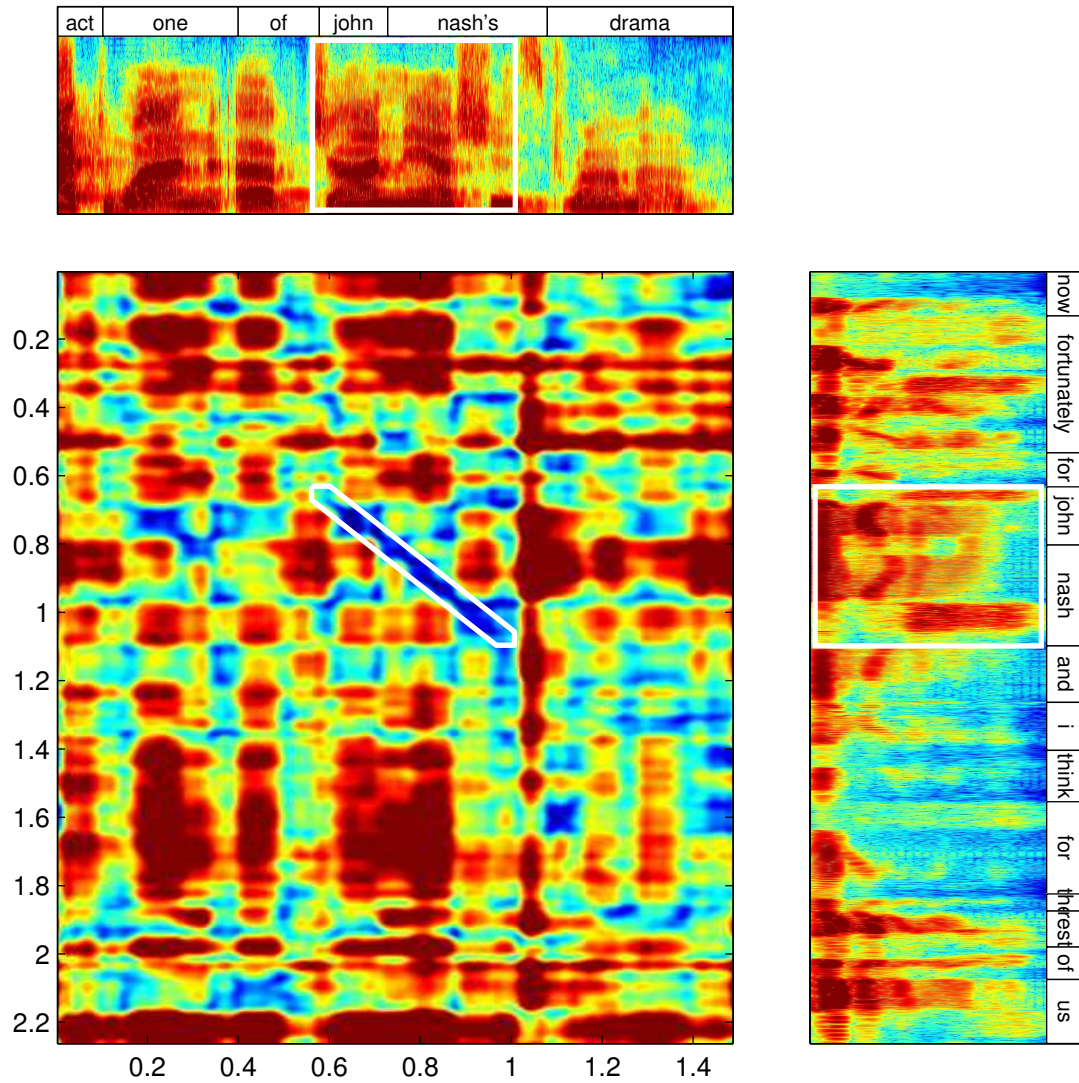 act one of john nash's drama
0.2
0.4
0.6
0.8
1
1.2
1.4
1.6
1.8
2
2.2
0.2 0.4 0.6 0.8 1 1.2 1.4
now
fortunately
for
john
nash
and
i
think
for
the
rest
of
us